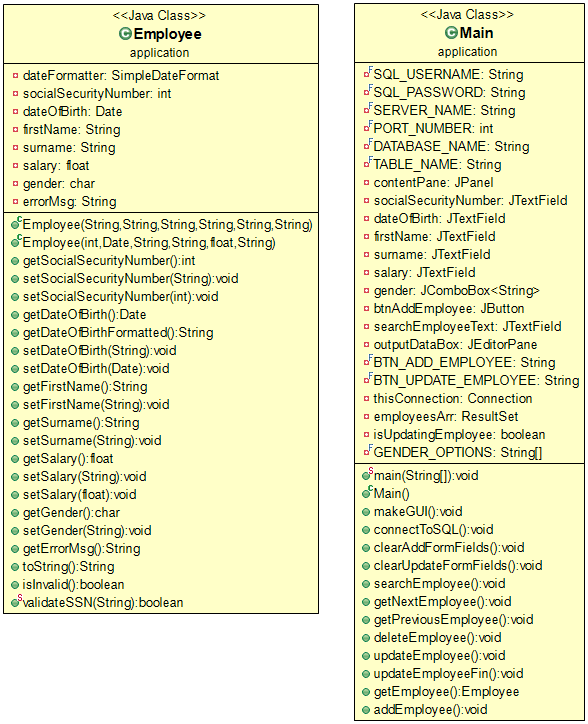 <<Java Class>>
Employee
application
dateFormatter: SimpleDateFormat
socialSecurityNumber: int
dateOfBirth: Date
firstName: String
surname: String
salary: float
gender: char
errorMsg: String
Employee(String,String,String,String,String,String)
Employee(int,Date,String,String,float,String)
getSocialSecurityNumber():int
setSocialSecurityNumber(String):void
setSocialSecurityNumber(int):void
getDateOfBirth():Date
getDateOfBirthFormatted():String
setDateOfBirth(String):void
setDateOfBirth(Date):void
getFirstName():String
setFirstName(String):void
getSurname():String
setSurname(String):void
getSalary():float
setSalary(String):void
setSalary(float):void
getGender():char
setGender(String):void
getErrorMsg():String
toString():String
isInvalid():boolean
validateSSN(String):boolean
<<Java Class>>
Main
application
SQL_USERNAME: String
SQL_PASSWORD: String
SERVER_NAME: String
PORT_NUMBER: int
DATABASE_NAME: String
TABLE_NAME: String
contentPane: JPanel
socialSecurityNumber: JTextField
dateOfBirth: JTextField
firstName: JTextField
surname: JTextField
salary: JTextField
gender: JComboBox<String>
btnAddEmployee: JButton
searchEmployeeText: JTextField
outputDataBox: JEditorPane
BTN_ADD_EMPLOYEE: String
BTN_UPDATE_EMPLOYEE: String
thisConnection: Connection
employeesArr: ResultSet
isUpdatingEmployee: boolean
GENDER_OPTIONS: String[]
main(String[]):void
Main()
makeGUI():void
connectToSQL():void
clearAddFormFields():void
clearUpdateFormFields():void
searchEmployee():void
getNextEmployee():void
getPreviousEmployee():void
deleteEmployee():void
updateEmployee():void
updateEmployeeFin():void
getEmployee():Employee
addEmployee():void